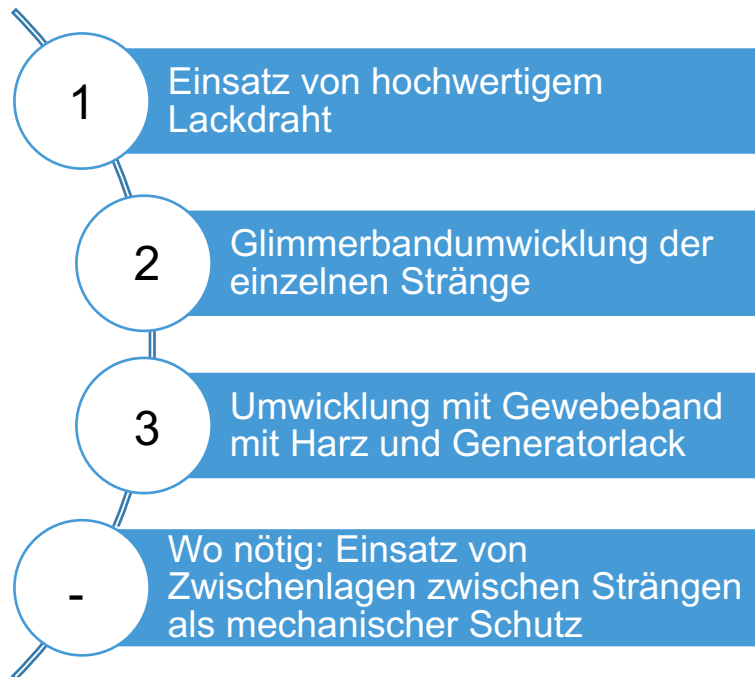 1
Einsatz von hochwertigem
Lackdraht
2
Glimmerbandumwicklung der
einzelnen Stränge
3
Umwicklung mit Gewebeband
mit Harz und Generatorlack
-
Wo nötig: Einsatz von
Zwischenlagen zwischen Strängen
als mechanischer Schutz